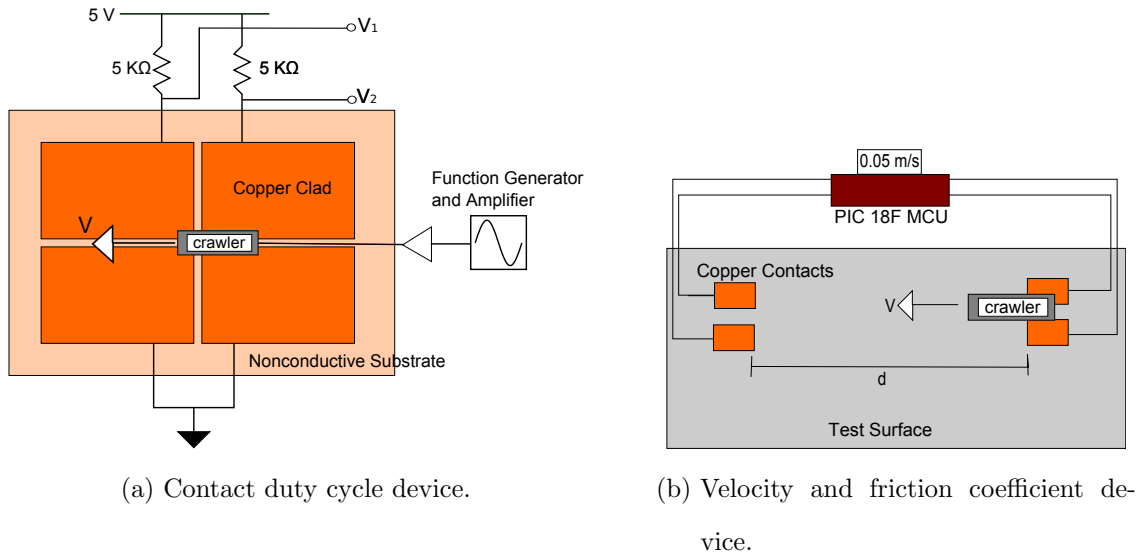 5 V
V₁
5 KΩ
5 KΩ
V₂
Copper Clad
Function Generator
and Amplifier
V
crawler
Nonconductive Substrate
(a) Contact duty cycle device.
0.05 m/s
PIC 18F MCU
Copper Contacts
V
crawler
d
Test Surface
(b) Velocity and friction coefficient de-
vice.